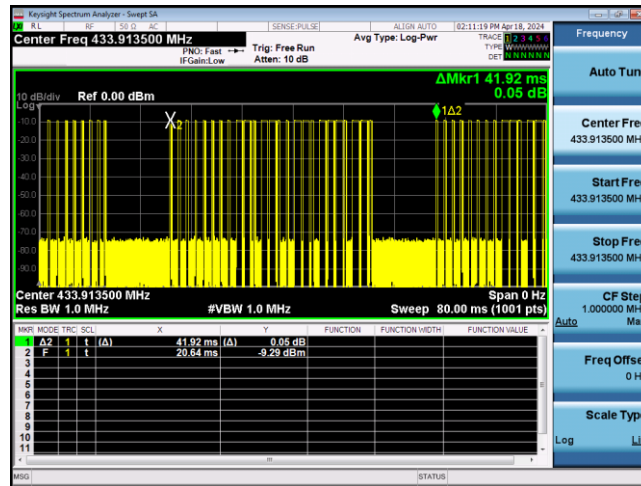 Keysight Spectrum Analyzer - Swept SA
RL RF 50 Ω AC SENSE:PULSE ALIGN AUTO 02:11:19 PM Apr 18, 2024
Center Freq 433.913500 MHz
PNO: Fast
IFGain:Low
Trig: Free Run
Atten: 10 dB
Avg Type: Log-Pwr
TRACE 1 2 3 4 5 6
TYPE WWWWWW
DET N N N N N N
ΔMkr1 41.92 ms
0.05 dB
10 dB/div Ref 0.00 dBm
Log
-10.0
-20.0
-30.0
-40.0
-50.0
-60.0
-70.0
-80.0
-90.0
X2
1Δ2
Center 433.913500 MHz Span 0 Hz
Res BW 1.0 MHz #VBW 1.0 MHz Sweep 80.00 ms (1001 pts)
MKR MODE TRC SCL X Y FUNCTION FUNCTION WIDTH FUNCTION VALUE
1 Δ2 1 t (Δ) 41.92 ms (Δ) 0.05 dB
2 F 1 t 20.64 ms -9.29 dBm
3
4
5
6
7
8
9
10
11
MSG STATUS
Frequency
Auto Tun
Center Fre
433.913500 MH
Start Fre
433.913500 MH
Stop Fre
433.913500 MH
CF Ste
1.000000 MH
Auto Ma
Freq Offse
0 H
Scale Typ
Log Li